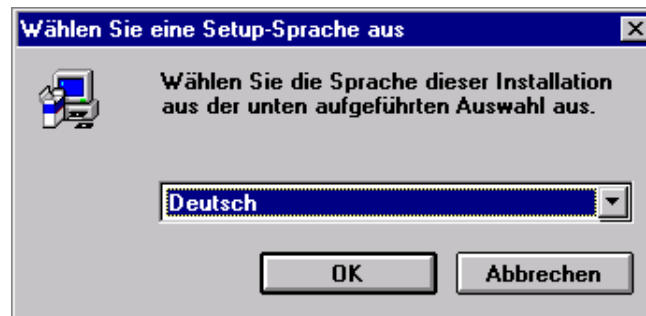 Wählen Sie eine Setup-Sprache aus
Wählen Sie die Sprache dieser Installation
aus der unten aufgeführten Auswahl aus.
Deutsch
OK
Abbrechen